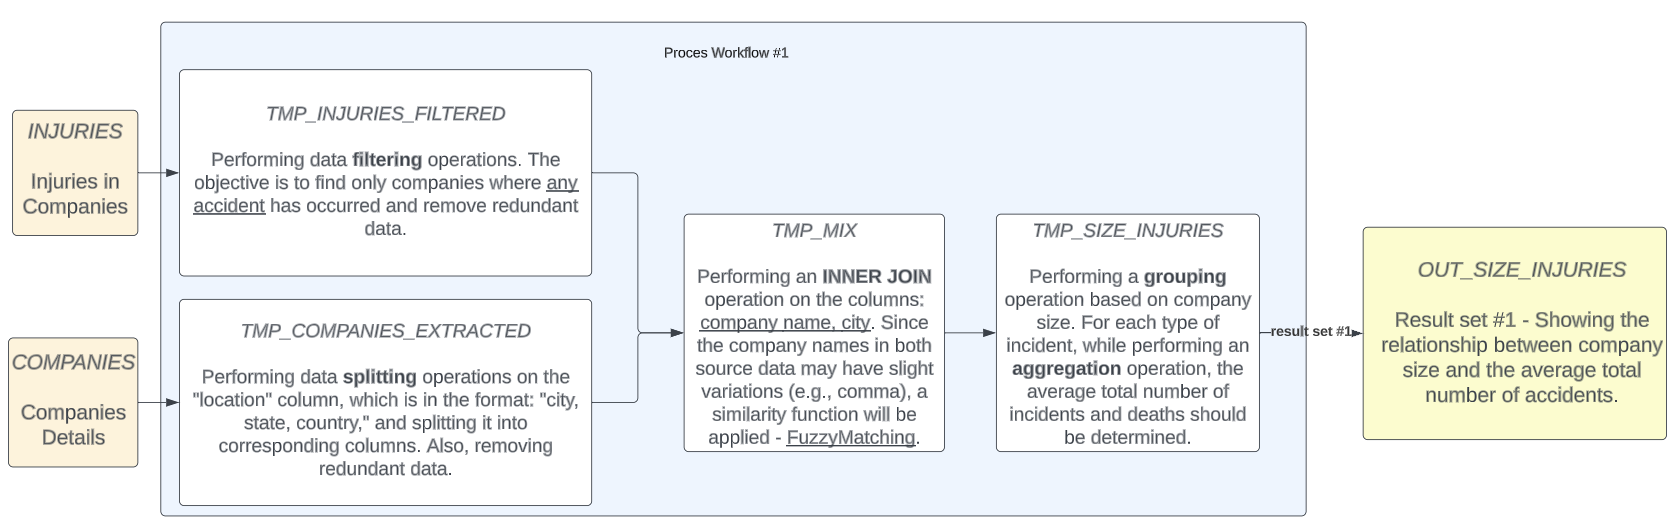 Proces Workflow #1
INJURIES
Injuries in
Companies
TMP_INJURIES_FILTERED
Performing data filtering operations. The
objective is to find only companies where any
accident has occurred and remove redundant
data.
COMPANIES
Companies
Details
TMP_COMPANIES_EXTRACTED
Performing data splitting operations on the
"location" column, which is in the format: "city,
state, country," and splitting it into
corresponding columns. Also, removing
redundant data.
TMP_MIX
Performing an INNER JOIN
operation on the columns:
company name, city. Since
the company names in both
source data may have slight
variations (e.g., comma), a
similarity function will be
applied - FuzzyMatching.
TMP_SIZE_INJURIES
Performing a grouping
operation based on company
size. For each type of
incident, while performing an
aggregation operation, the
average total number of
incidents and deaths should
be determined.
result set #1
OUT_SIZE_INJURIES
Result set #1 - Showing the
relationship between company
size and the average total
number of accidents.